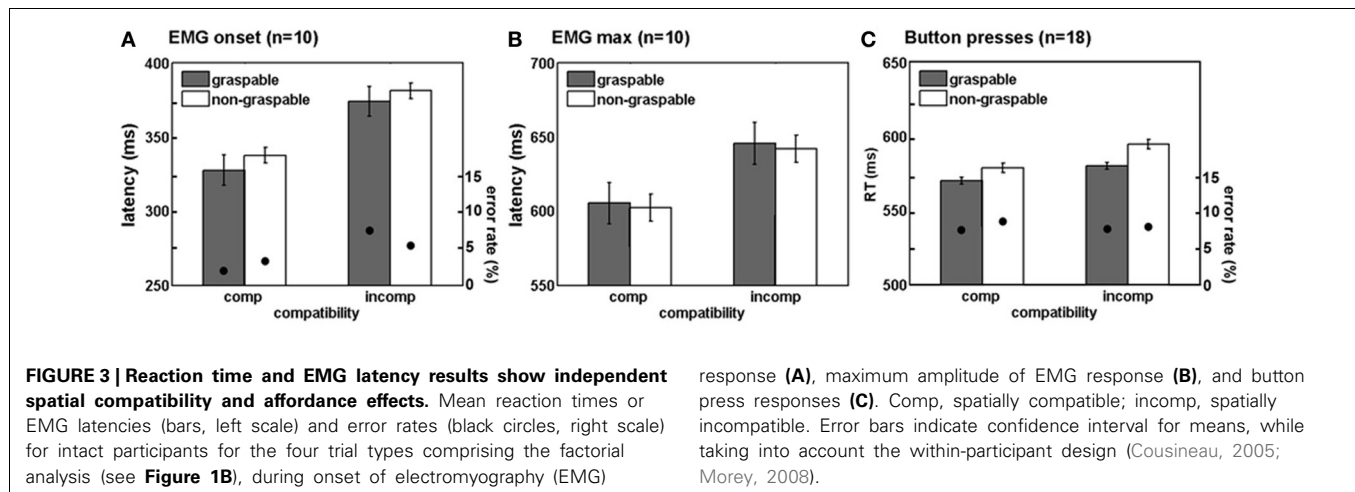 A EMG onset (n=10)
400
350
300
250
latency (ms)
graspable
non-graspable
15
10
5
0
error rate (%)
comp incomp
compatibility
B EMG max (n=10)
700
650
600
550
latency (ms)
graspable
non-graspable
comp incomp
compatibility
C Button presses (n=18)
650
600
550
500
RT (ms)
graspable
non-graspable
15
10
5
0
error rate (%)
comp incomp
compatibility
FIGURE 3 | Reaction time and EMG latency results show independent
spatial compatibility and affordance effects. Mean reaction times or
EMG latencies (bars, left scale) and error rates (black circles, right scale)
for intact participants for the four trial types comprising the factorial
analysis (see Figure 1B), during onset of electromyography (EMG)
response (A), maximum amplitude of EMG response (B), and button
press responses (C). Comp, spatially compatible; incomp, spatially
incompatible. Error bars indicate confidence interval for means, while
taking into account the within-participant design (Cousineau, 2005;
Morey, 2008).